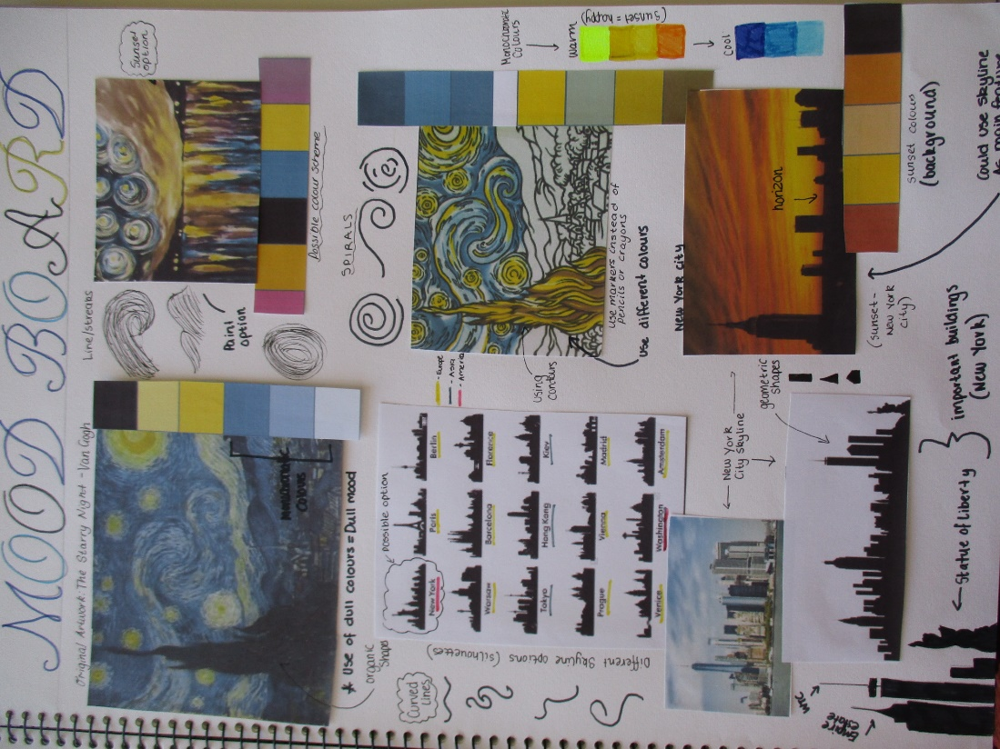 MOOD BOARD
Original Artwork: The Starry Night - Van Gogh
Monochromatic
colours
* Use of dull colours = Dull mood
organic
shapes
Line/streaks
Paint
option
Sunset
option
Possible colour scheme
SPIRALS
Monochromatic
Colours
Warm
(sunset = happy)
Cool
Use markers instead of
pencils or crayons
Use different colours
using
contours
- Europe
- Asia
- America
possible option
New York
Paris
Berlin
Warsaw
Barcelona
Florence
Tokyo
Hong Kong
Kiev
Prague
Vienna
Madrid
Venice
Washington
Amsterdam
Different Skyline options (silhouettes)
Curved
Lines
New York city
horizon
sunset colours
(background)
Could use skyline
As main feature
(sunset -
New York
City)
geometric
shapes
New York
City Skyline
important buildings
(New York)
Statue of Liberty
WTC
Empire
estate